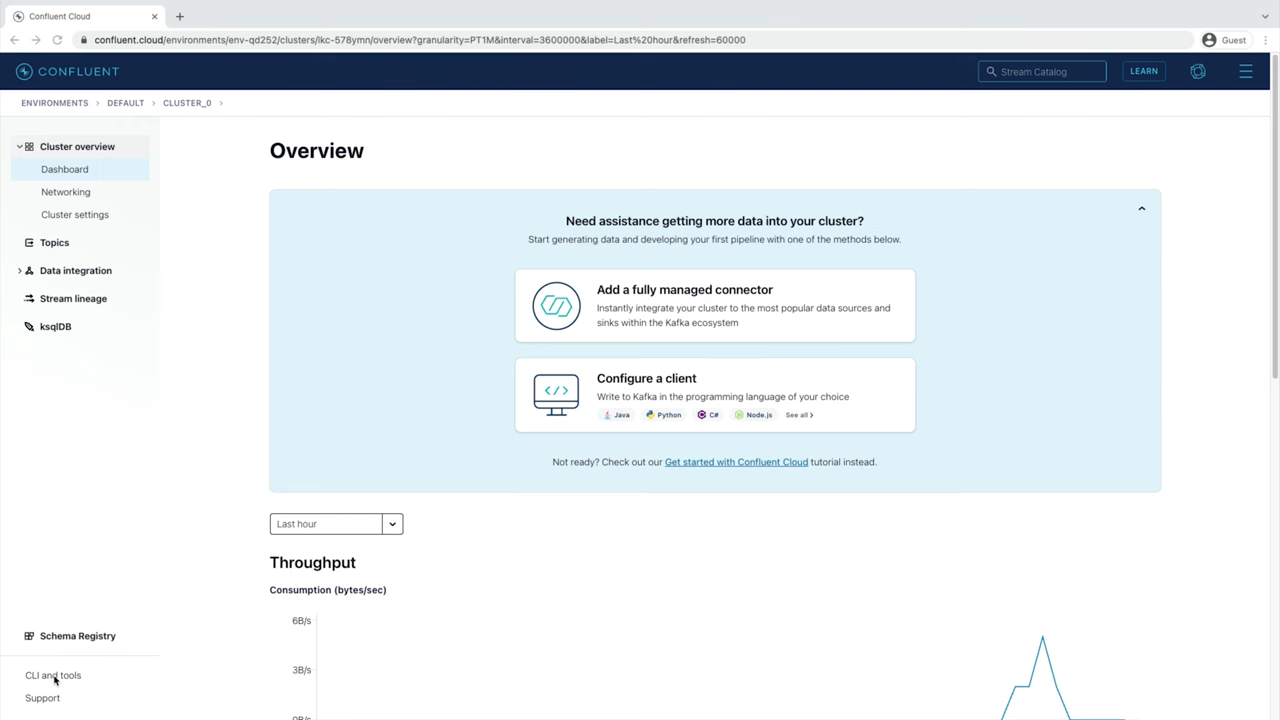 Confluent Cloud
confluent.cloud/environments/env-qd252/clusters/lkc-578ymn/overview?granularity=PT1M&interval=3600000&label=Last%20hour&refresh=60000
Guest
CONFLUENT
Stream Catalog
LEARN
ENVIRONMENTS > DEFAULT > CLUSTER_0 >
Cluster overview
Dashboard
Networking
Cluster settings
Topics
Data integration
Stream lineage
ksqlDB
Schema Registry
CLI and tools
Support
Overview
Need assistance getting more data into your cluster?
Start generating data and developing your first pipeline with one of the methods below.
Add a fully managed connector
Instantly integrate your cluster to the most popular data sources and
sinks within the Kafka ecosystem
Configure a client
Write to Kafka in the programming language of your choice
Java Python C# Node.js See all >
Not ready? Check out our Get started with Confluent Cloud tutorial instead.
Last hour
Throughput
Consumption (bytes/sec)
6B/s
3B/s
0B/s